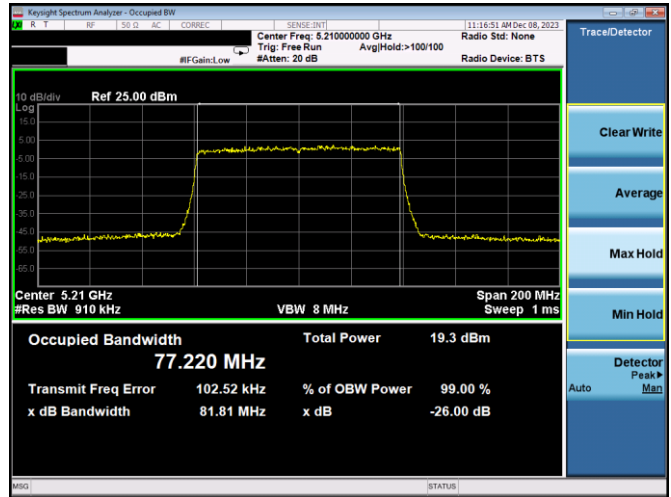 Keysight Spectrum Analyzer - Occupied BW
R T RF 50 Ω AC CORREC SENSE:INT 11:16:51 AM Dec 08, 2023
Center Freq: 5.210000000 GHz Radio Std: None
Trig: Free Run Avg|Hold:>100/100
#IFGain:Low #Atten: 20 dB Radio Device: BTS
Trace/Detector
10 dB/div Ref 25.00 dBm
Log
15.0
5.00
-5.00
-15.0
-25.0
-35.0
-45.0
-55.0
-65.0
Center 5.21 GHz Span 200 MHz
#Res BW 910 kHz VBW 8 MHz Sweep 1 ms
Occupied Bandwidth Total Power 19.3 dBm
77.220 MHz
Transmit Freq Error 102.52 kHz % of OBW Power 99.00 %
x dB Bandwidth 81.81 MHz x dB -26.00 dB
Clear Write
Average
Max Hold
Min Hold
Detector
Peak▶
Auto Man
MSG STATUS